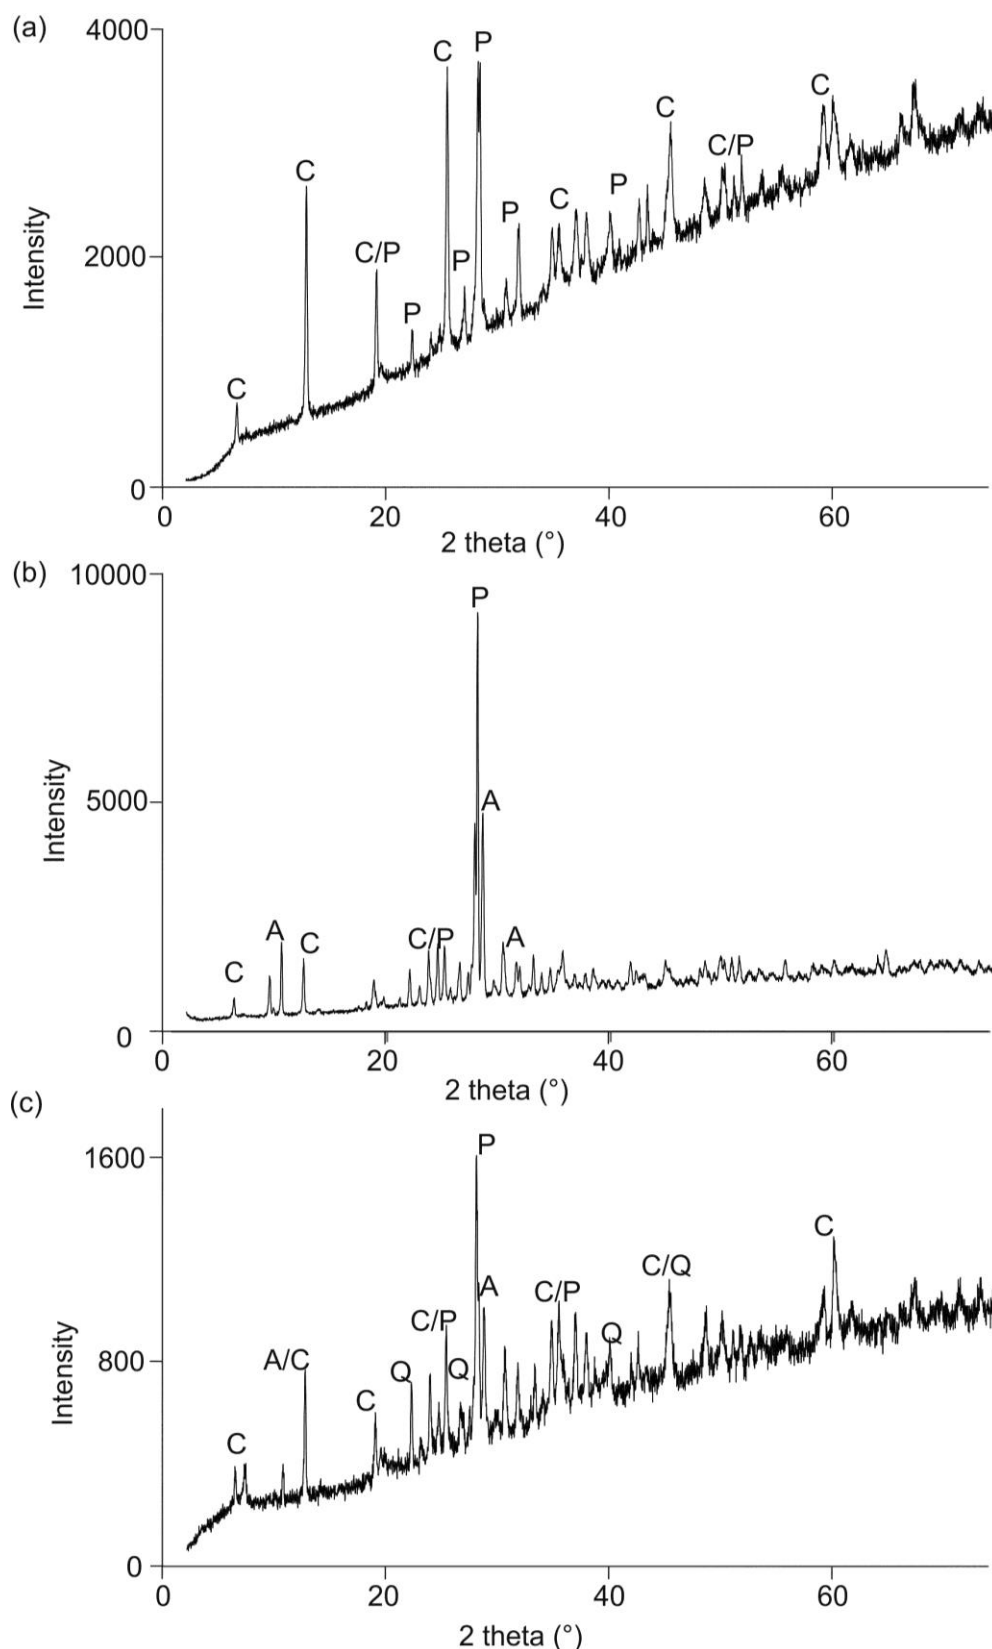 (a)
4000
C
P
C
C
C
C/P
P
P
C
P
C/P
P
C
2000
Intensity
0
0
20
40
60
2 theta (°)
(b)
10000
P
5000
A
Intensity
A
C
C
C/P
A
0
0
20
40
60
2 theta (°)
(c)
1600
P
C
C/Q
A
C/P
C/P
Q
800
A/C
Q
Q
C
C
Intensity
0
0
20
40
60
2 theta (°)